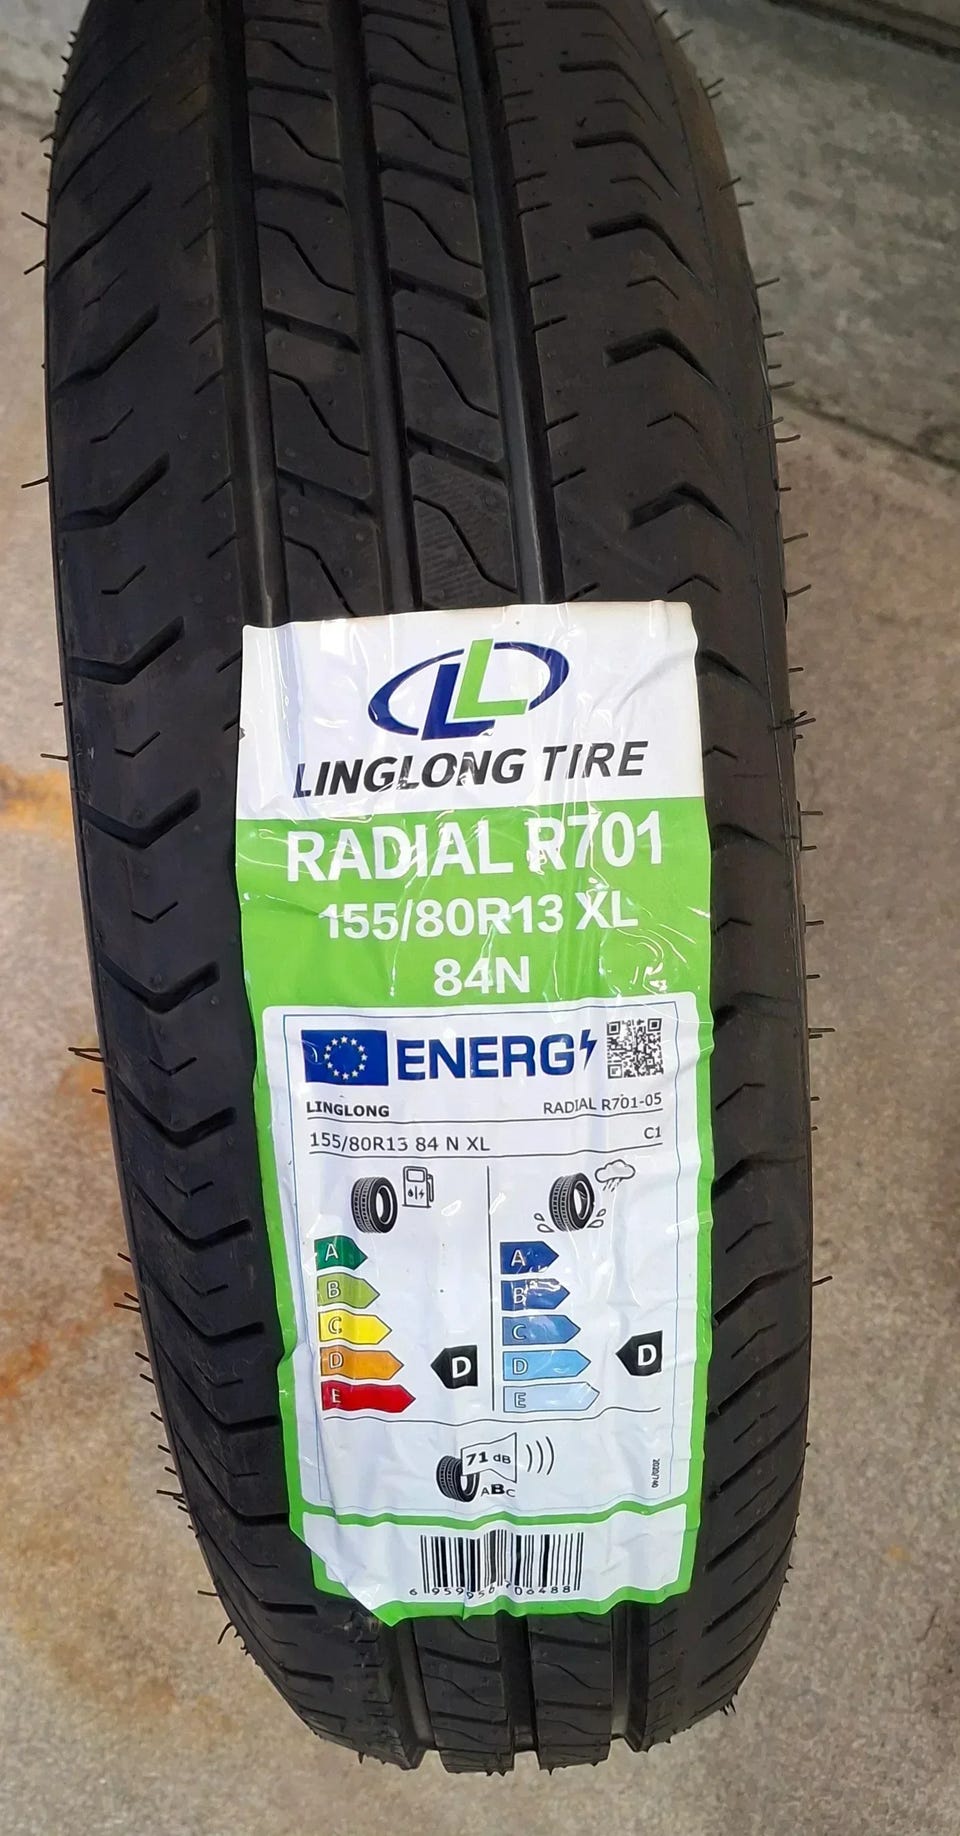 LL
LINGLONG TIRE
RADIAL R701
155/80R13 XL
84N
ENERG
LINGLONG RADIAL R701-05
155/80R13 84 N XL C1
A A
B B
C C
D D D D
E E
71 dB
ABC
2020/740